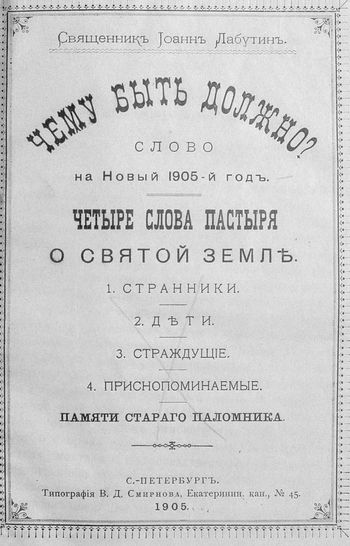 Священникъ Іоаннъ Лабутинъ.
ЧЕМУ БЫТЬ ДОЛЖНО?
СЛОВО
на Новый 1905-й годъ.
ЧЕТЫРЕ СЛОВА ПАСТЫРЯ
О СВЯТОЙ ЗЕМЛѢ.
1. СТРАННИКИ.
2. ДѢТИ.
3. СТРАЖДУЩІЕ.
4. ПРИСНОПОМИНАЕМЫЕ.
ПАМЯТИ СТАРАГО ПАЛОМНИКА.
С.-ПЕТЕРБУРГЪ.
Типографія В. Д. Смирнова, Екатеринин. кан., № 45.
1905.